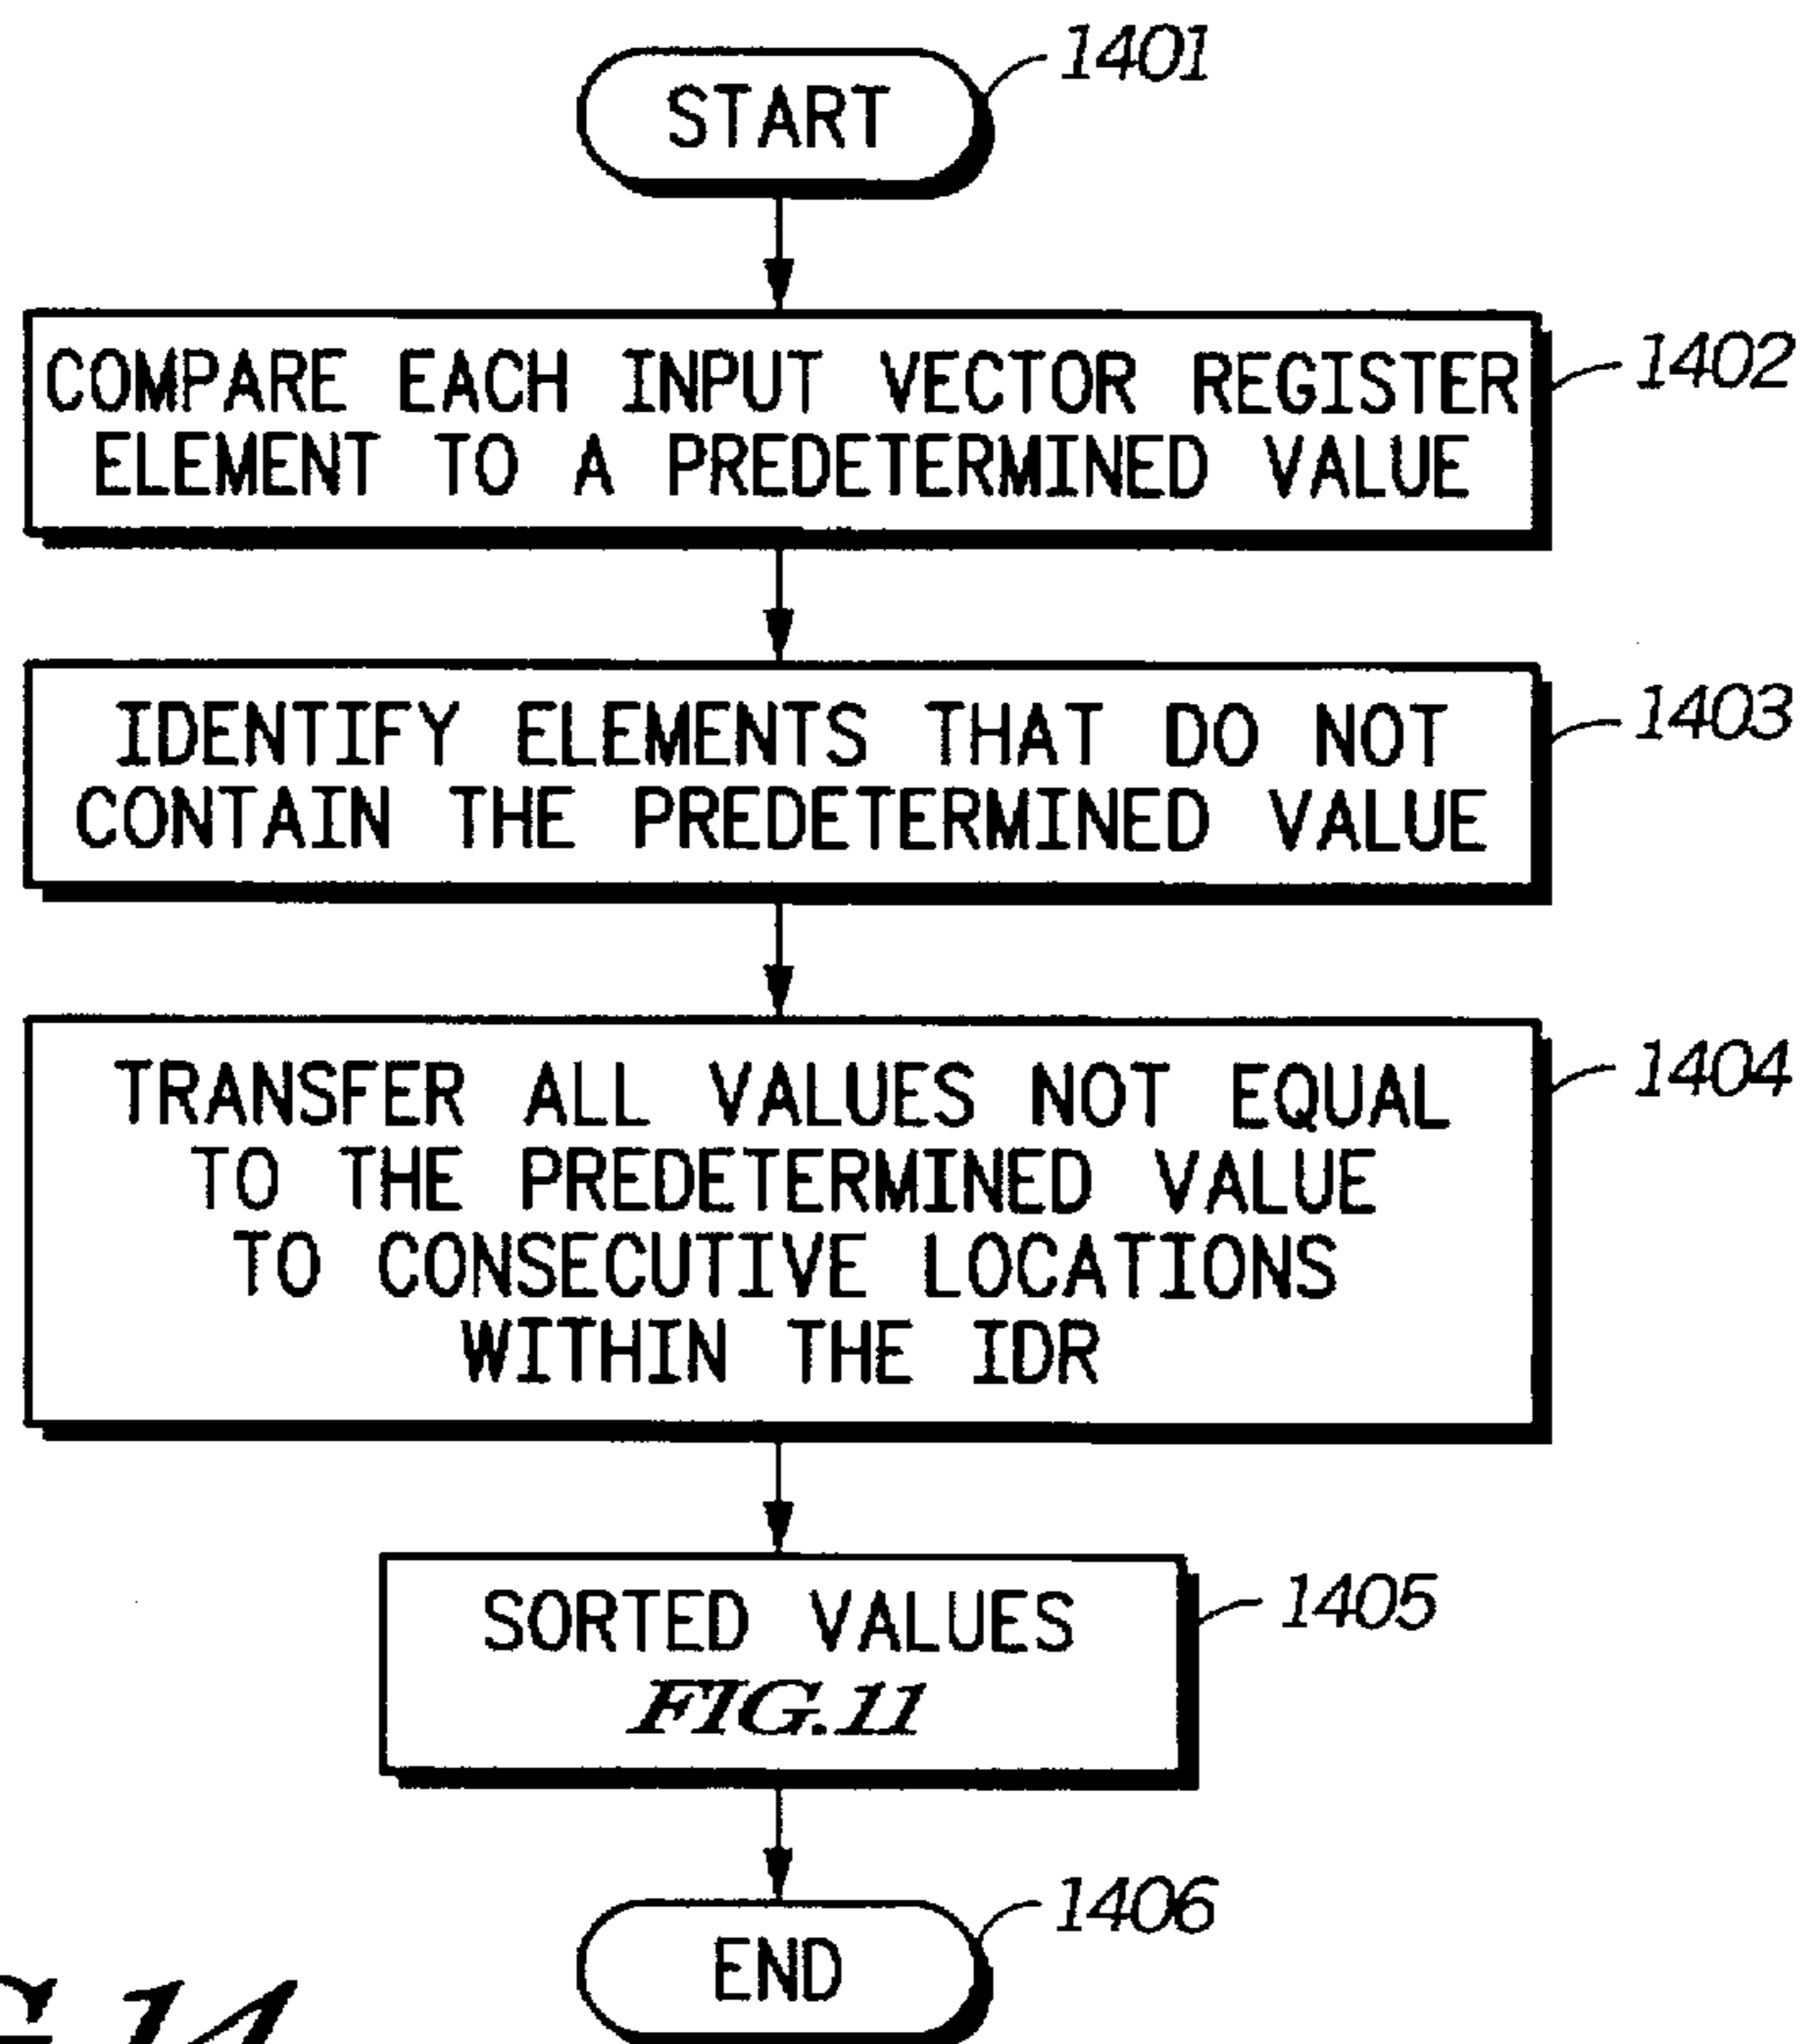 START
1401
COMPARE EACH INPUT VECTOR REGISTER
ELEMENT TO A PREDETERMINED VALUE
1402
IDENTIFY ELEMENTS THAT DO NOT
CONTAIN THE PREDETERMINED VALUE
1403
TRANSFER ALL VALUES NOT EQUAL
TO THE PREDETERMINED VALUE
TO CONSECUTIVE LOCATIONS
WITHIN THE IDR
1404
SORTED VALUES
FIG.11
1405
END
1406